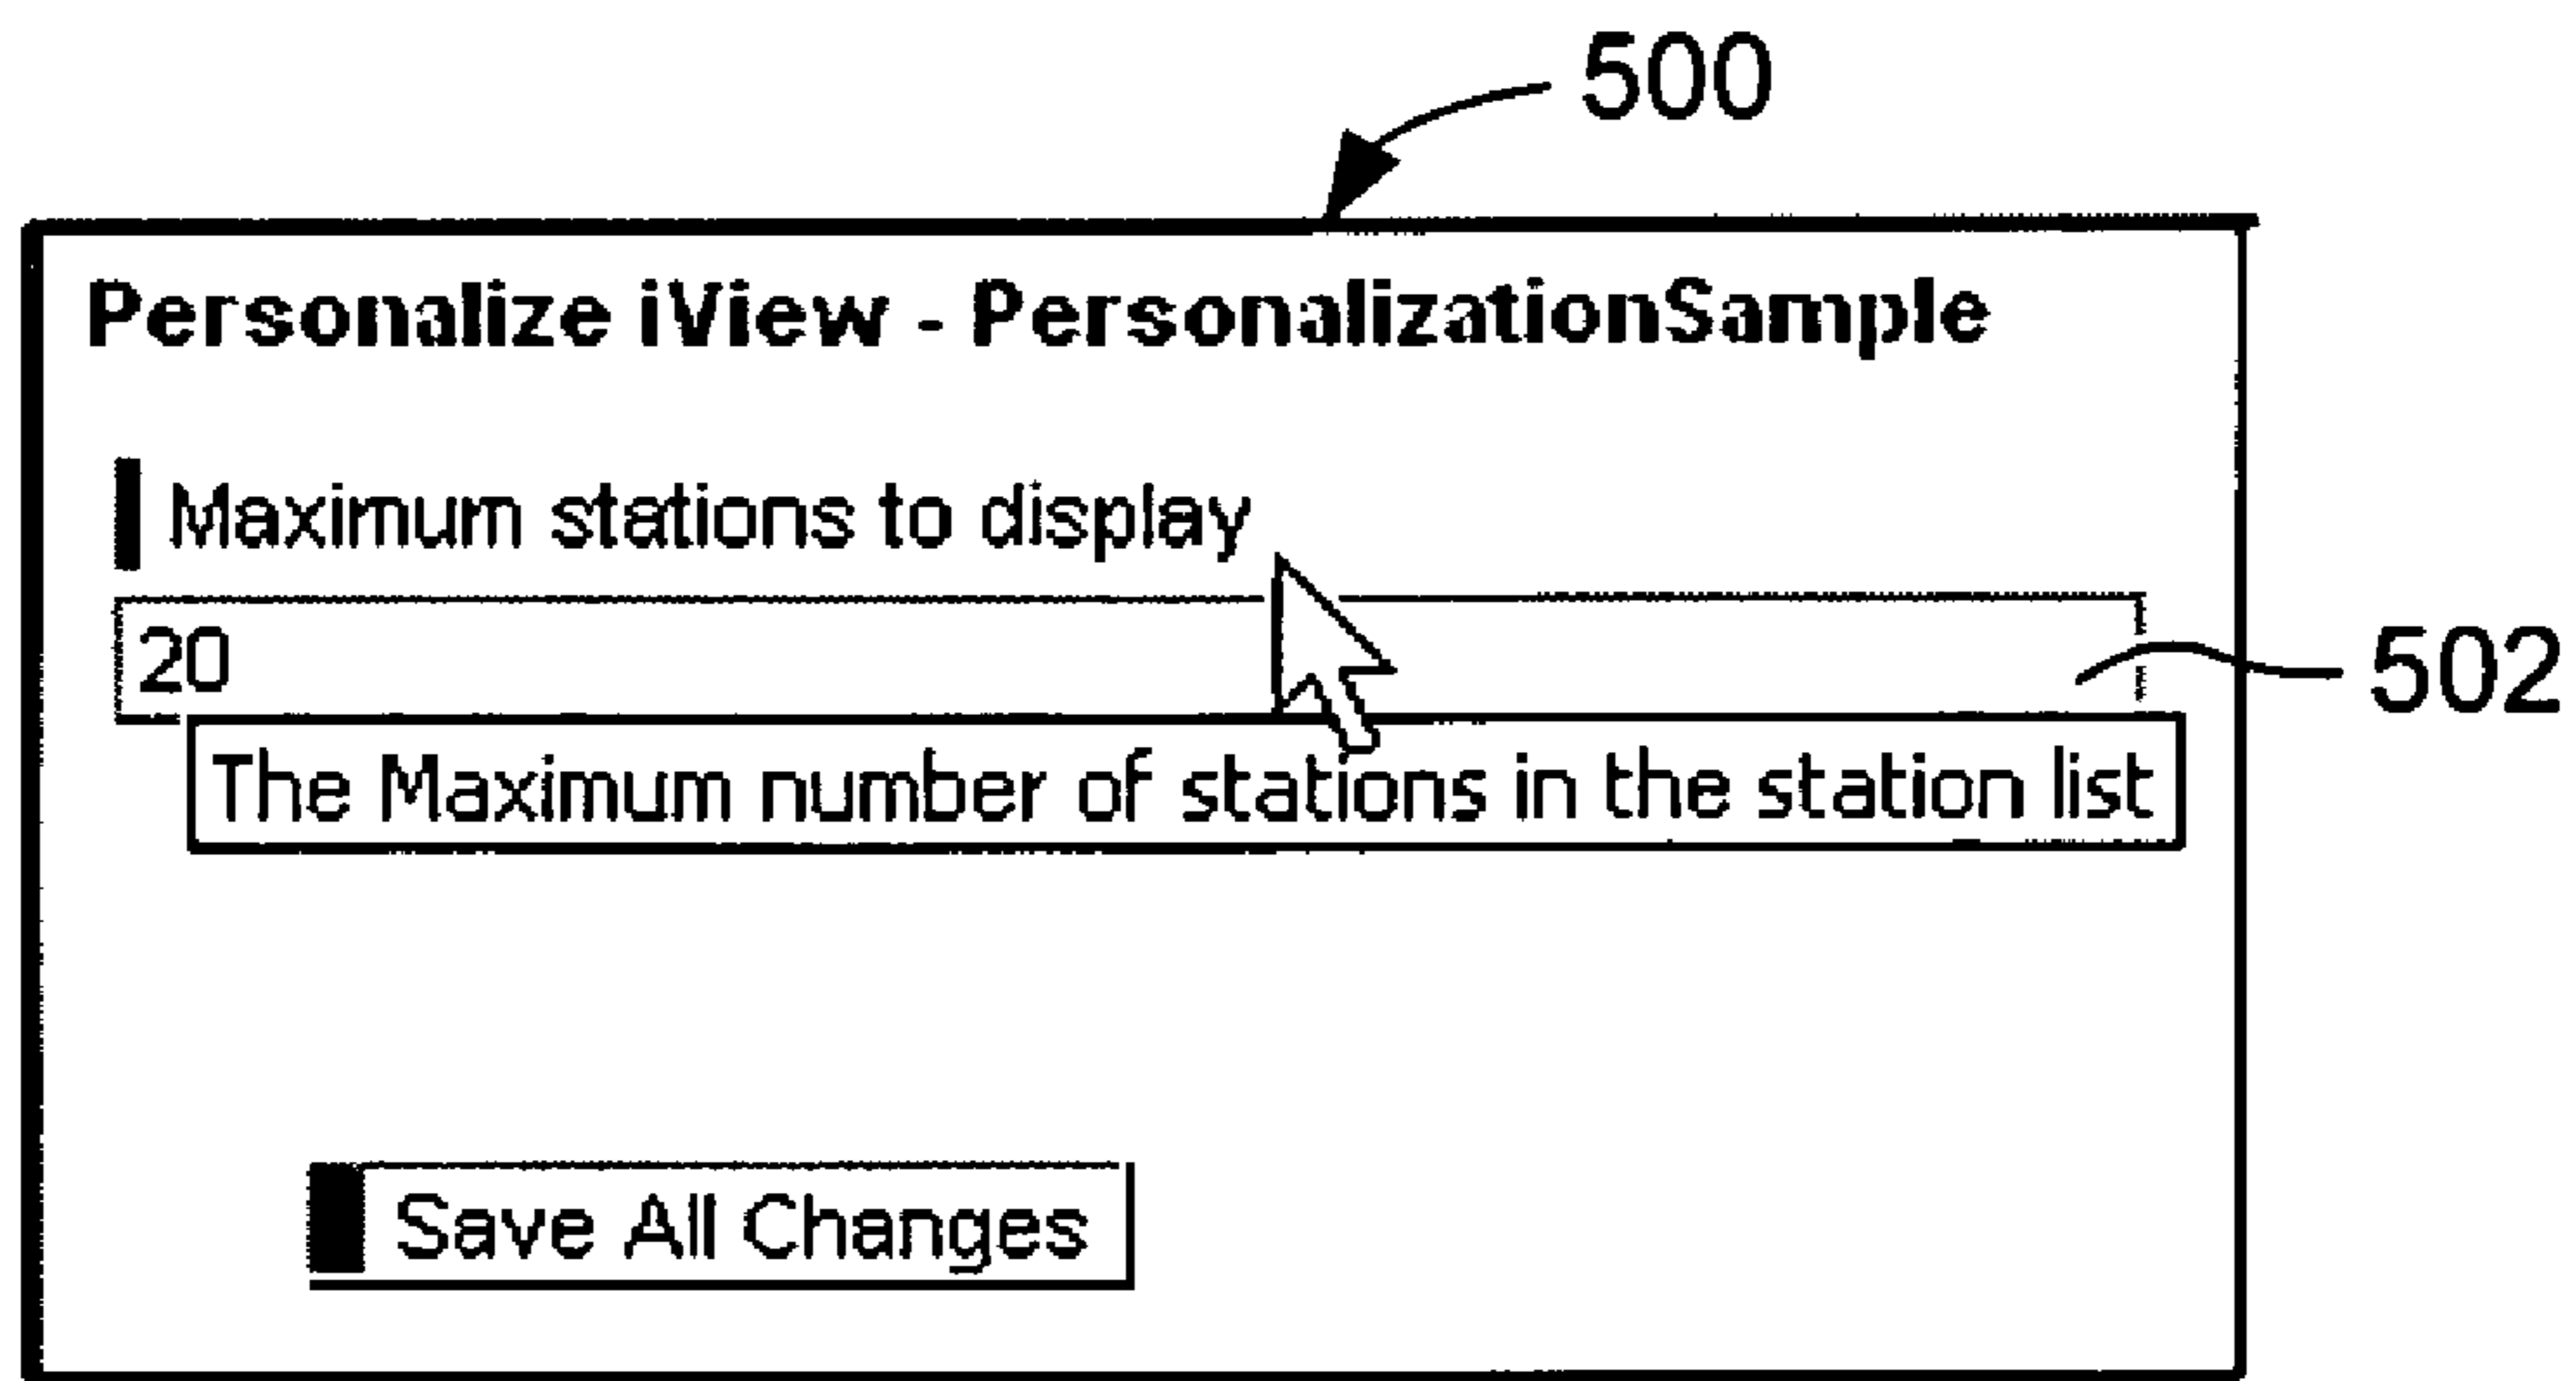 500
Personalize iView - PersonalizationSample
Maximum stations to display
20
502
The Maximum number of stations in the station list
Save All Changes